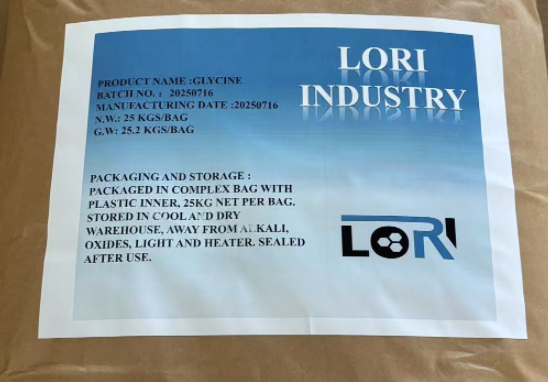 LORI
INDUSTRY
PRODUCT NAME :GLYCINE
BATCH NO. : 20250716
MANUFACTURING DATE :20250716
N.W.: 25 KGS/BAG
G.W: 25.2 KGS/BAG
PACKAGING AND STORAGE :
PACKAGED IN COMPLEX BAG WITH
PLASTIC INNER, 25KG NET PER BAG.
STORED IN COOL AND DRY
WAREHOUSE, AWAY FROM ALKALI,
OXIDES, LIGHT AND HEATER. SEALED
AFTER USE.
LORI